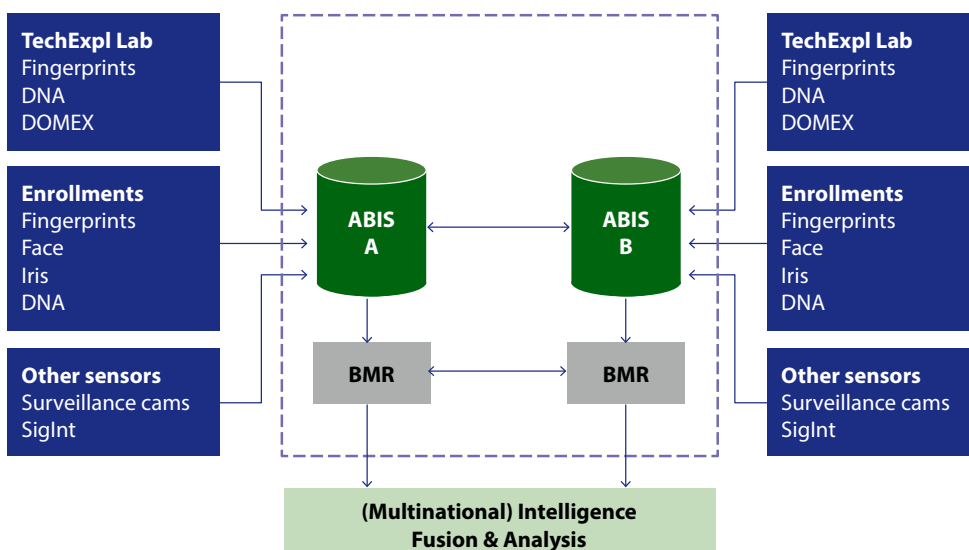 TechExpl Lab
Fingerprints
DNA
DOMEX
Enrollments
Fingerprints
Face
Iris
DNA
Other sensors
Surveillance cams
SigInt
ABIS
A
ABIS
B
BMR
BMR
TechExpl Lab
Fingerprints
DNA
DOMEX
Enrollments
Fingerprints
Face
Iris
DNA
Other sensors
Surveillance cams
SigInt
(Multinational) Intelligence
Fusion & Analysis